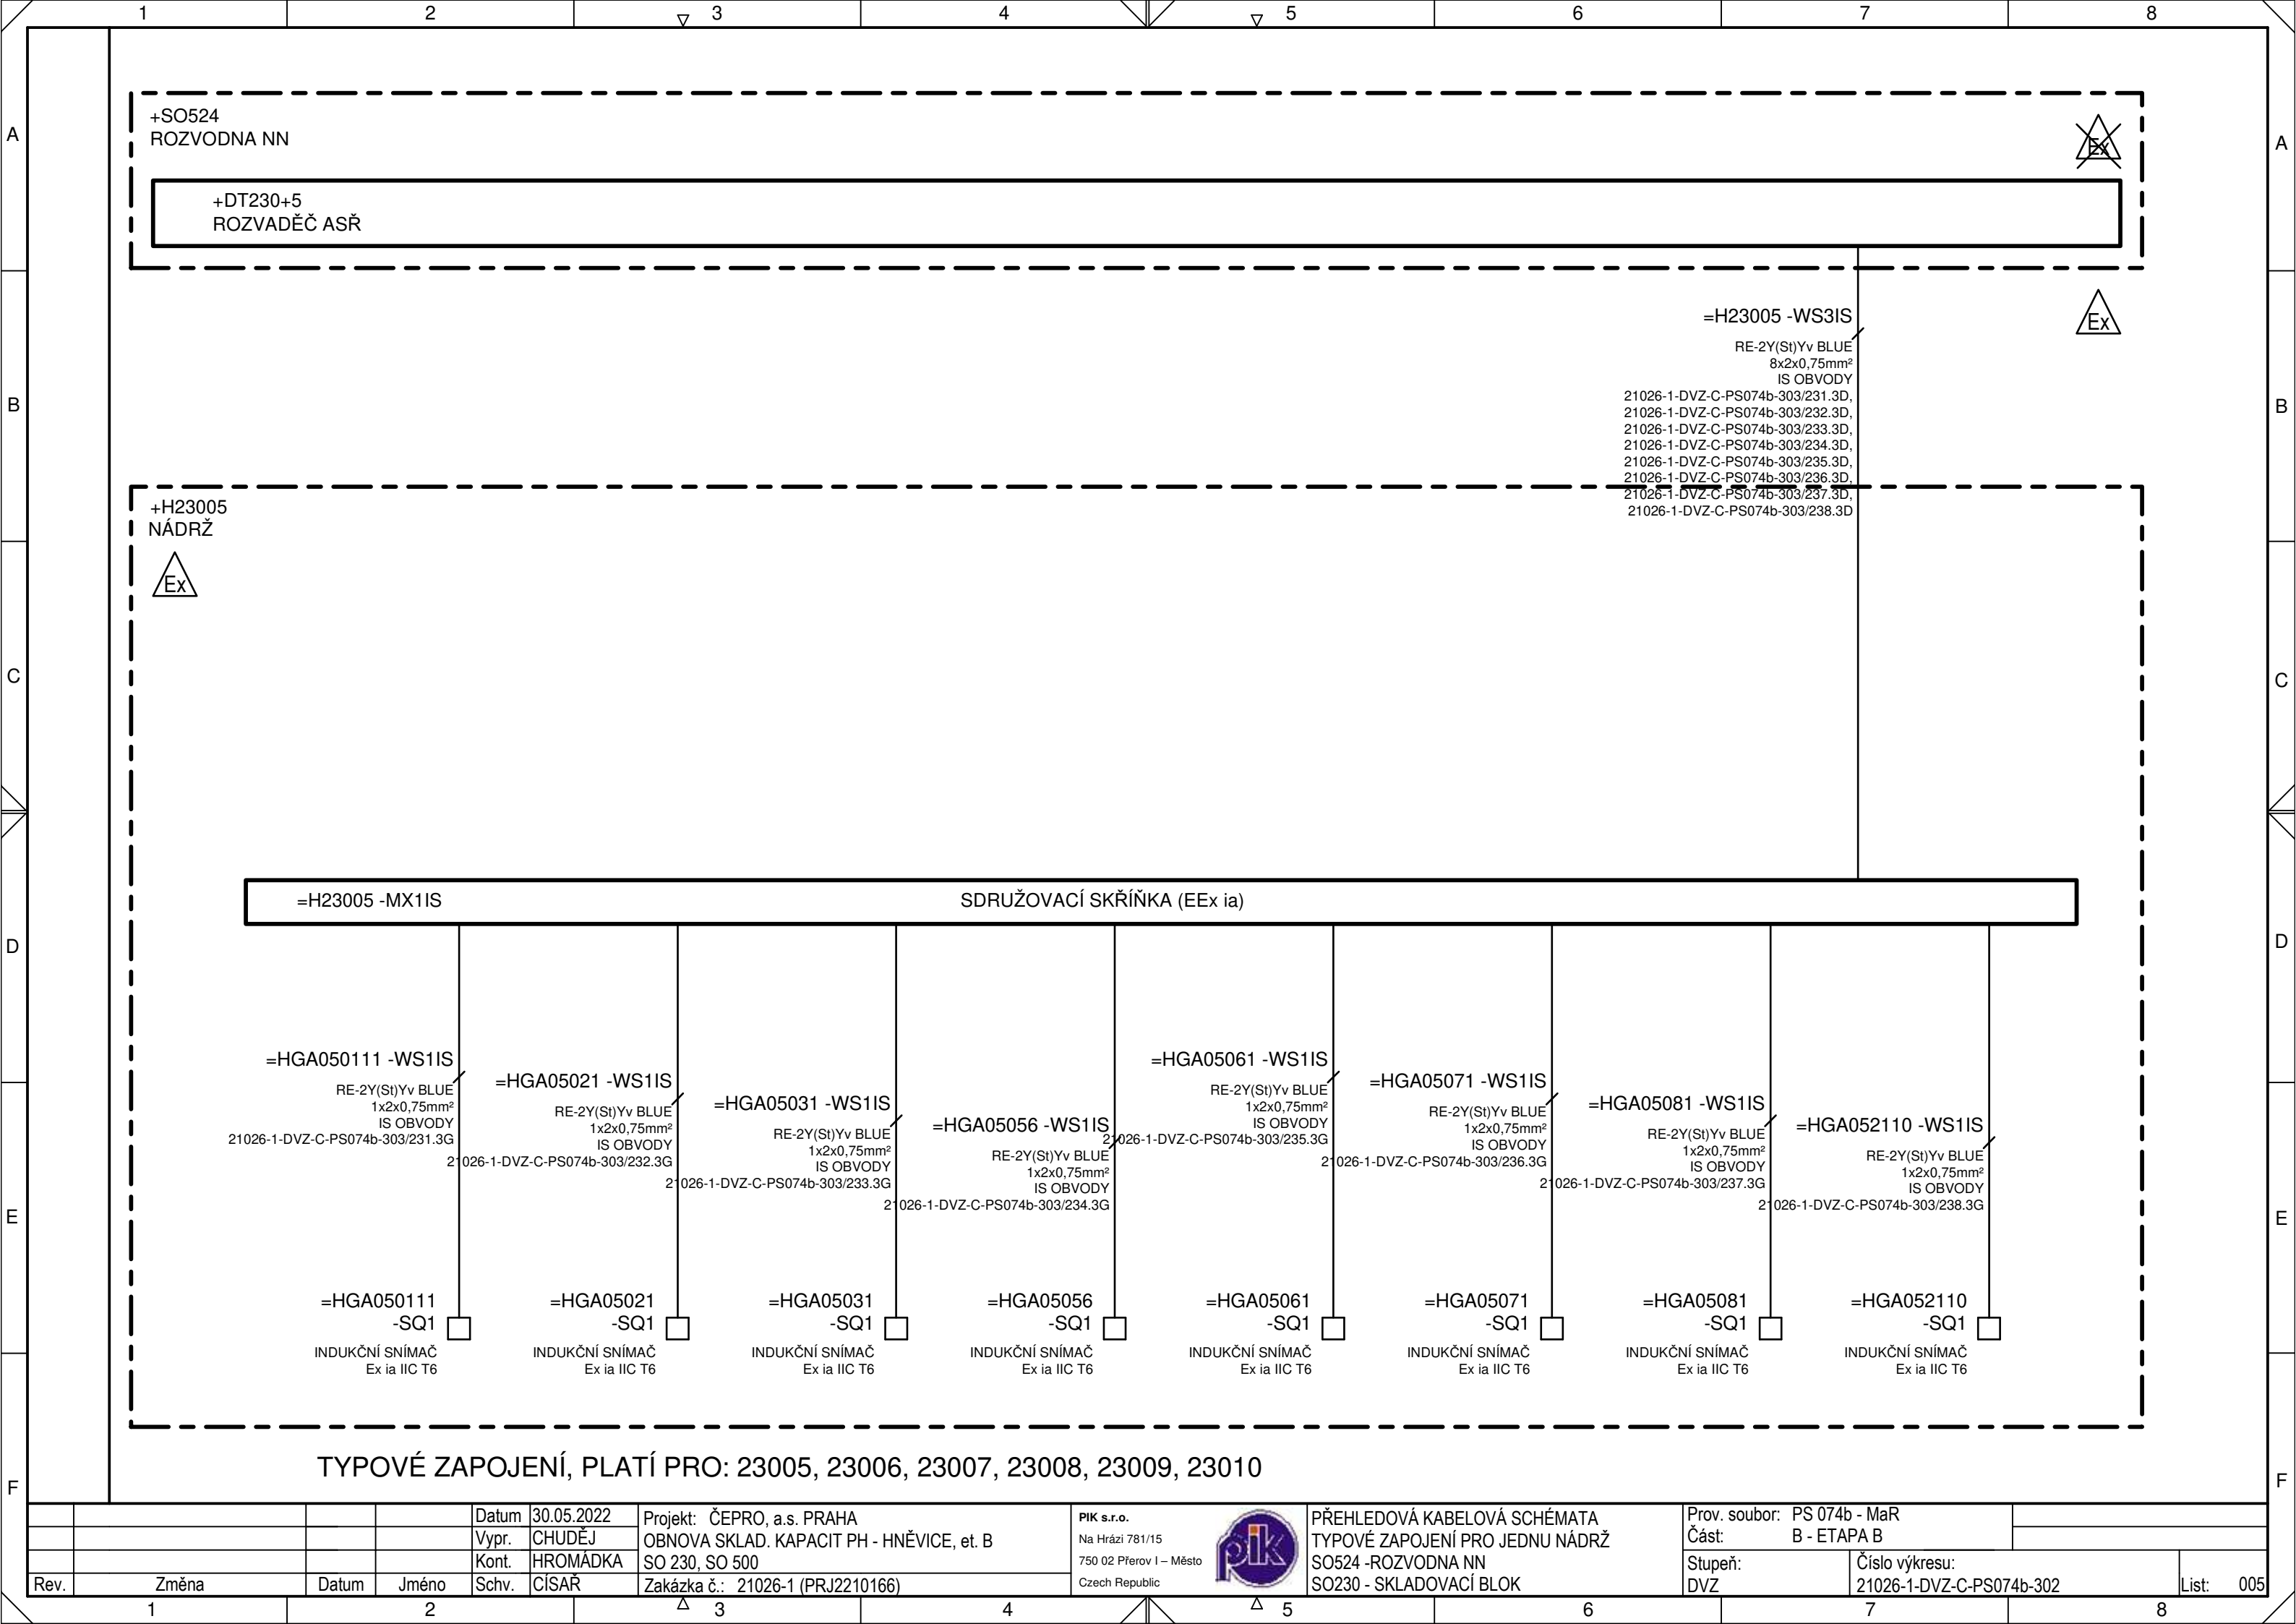 1 2 3 4 5 6 7 8
A A
+SO524
ROZVODNA NN
Ex
+DT230+5
ROZVADĚČ ASŘ
Ex
=H23005 -WS3IS
RE-2Y(St)Yv BLUE
8x2x0,75mm²
IS OBVODY
B B
21026-1-DVZ-C-PS074b-303/231.3D,
21026-1-DVZ-C-PS074b-303/232.3D,
21026-1-DVZ-C-PS074b-303/233.3D,
21026-1-DVZ-C-PS074b-303/234.3D,
21026-1-DVZ-C-PS074b-303/235.3D,
21026-1-DVZ-C-PS074b-303/236.3D,
21026-1-DVZ-C-PS074b-303/237.3D,
21026-1-DVZ-C-PS074b-303/238.3D
+H23005
NÁDRŽ
Ex
C C
=H23005 -MX1IS
SDRUŽOVACÍ SKŘÍŇKA (EEx ia)
D D
=HGA050111 -WS1IS
RE-2Y(St)Yv BLUE
1x2x0,75mm²
IS OBVODY
21026-1-DVZ-C-PS074b-303/231.3G
=HGA05021 -WS1IS
RE-2Y(St)Yv BLUE
1x2x0,75mm²
IS OBVODY
21026-1-DVZ-C-PS074b-303/232.3G
=HGA05031 -WS1IS
RE-2Y(St)Yv BLUE
1x2x0,75mm²
IS OBVODY
21026-1-DVZ-C-PS074b-303/233.3G
=HGA05056 -WS1IS
RE-2Y(St)Yv BLUE
1x2x0,75mm²
IS OBVODY
21026-1-DVZ-C-PS074b-303/234.3G
=HGA05061 -WS1IS
RE-2Y(St)Yv BLUE
1x2x0,75mm²
IS OBVODY
21026-1-DVZ-C-PS074b-303/235.3G
=HGA05071 -WS1IS
RE-2Y(St)Yv BLUE
1x2x0,75mm²
IS OBVODY
21026-1-DVZ-C-PS074b-303/236.3G
=HGA05081 -WS1IS
RE-2Y(St)Yv BLUE
1x2x0,75mm²
IS OBVODY
21026-1-DVZ-C-PS074b-303/237.3G
=HGA052110 -WS1IS
RE-2Y(St)Yv BLUE
1x2x0,75mm²
IS OBVODY
21026-1-DVZ-C-PS074b-303/238.3G
E E
=HGA050111
-SQ1
INDUKČNÍ SNÍMAČ
Ex ia IIC T6
=HGA05021
-SQ1
INDUKČNÍ SNÍMAČ
Ex ia IIC T6
=HGA05031
-SQ1
INDUKČNÍ SNÍMAČ
Ex ia IIC T6
=HGA05056
-SQ1
INDUKČNÍ SNÍMAČ
Ex ia IIC T6
=HGA05061
-SQ1
INDUKČNÍ SNÍMAČ
Ex ia IIC T6
=HGA05071
-SQ1
INDUKČNÍ SNÍMAČ
Ex ia IIC T6
=HGA05081
-SQ1
INDUKČNÍ SNÍMAČ
Ex ia IIC T6
=HGA052110
-SQ1
INDUKČNÍ SNÍMAČ
Ex ia IIC T6
TYPOVÉ ZAPOJENÍ, PLATÍ PRO: 23005, 23006, 23007, 23008, 23009, 23010
F F
Rev. Změna Datum Jméno
Datum 30.05.2022
Vypr. CHUDĚJ
Kont. HROMÁDKA
Schv. CÍSAŘ
Projekt: ČEPRO, a.s. PRAHA
OBNOVA SKLAD. KAPACIT PH - HNĚVICE, et. B
SO 230, SO 500
Zakázka č.: 21026-1 (PRJ2210166)
PIK s.r.o.
Na Hrázi 781/15
750 02 Přerov I – Město
Czech Republic
pik
PŘEHLEDOVÁ KABELOVÁ SCHÉMATA
TYPOVÉ ZAPOJENÍ PRO JEDNU NÁDRŽ
SO524 -ROZVODNA NN
SO230 - SKLADOVACÍ BLOK
Prov. soubor: PS 074b - MaR
Část: B - ETAPA B
Stupeň:
DVZ
Číslo výkresu:
21026-1-DVZ-C-PS074b-302
List: 005
1 2 3 4 5 6 7 8